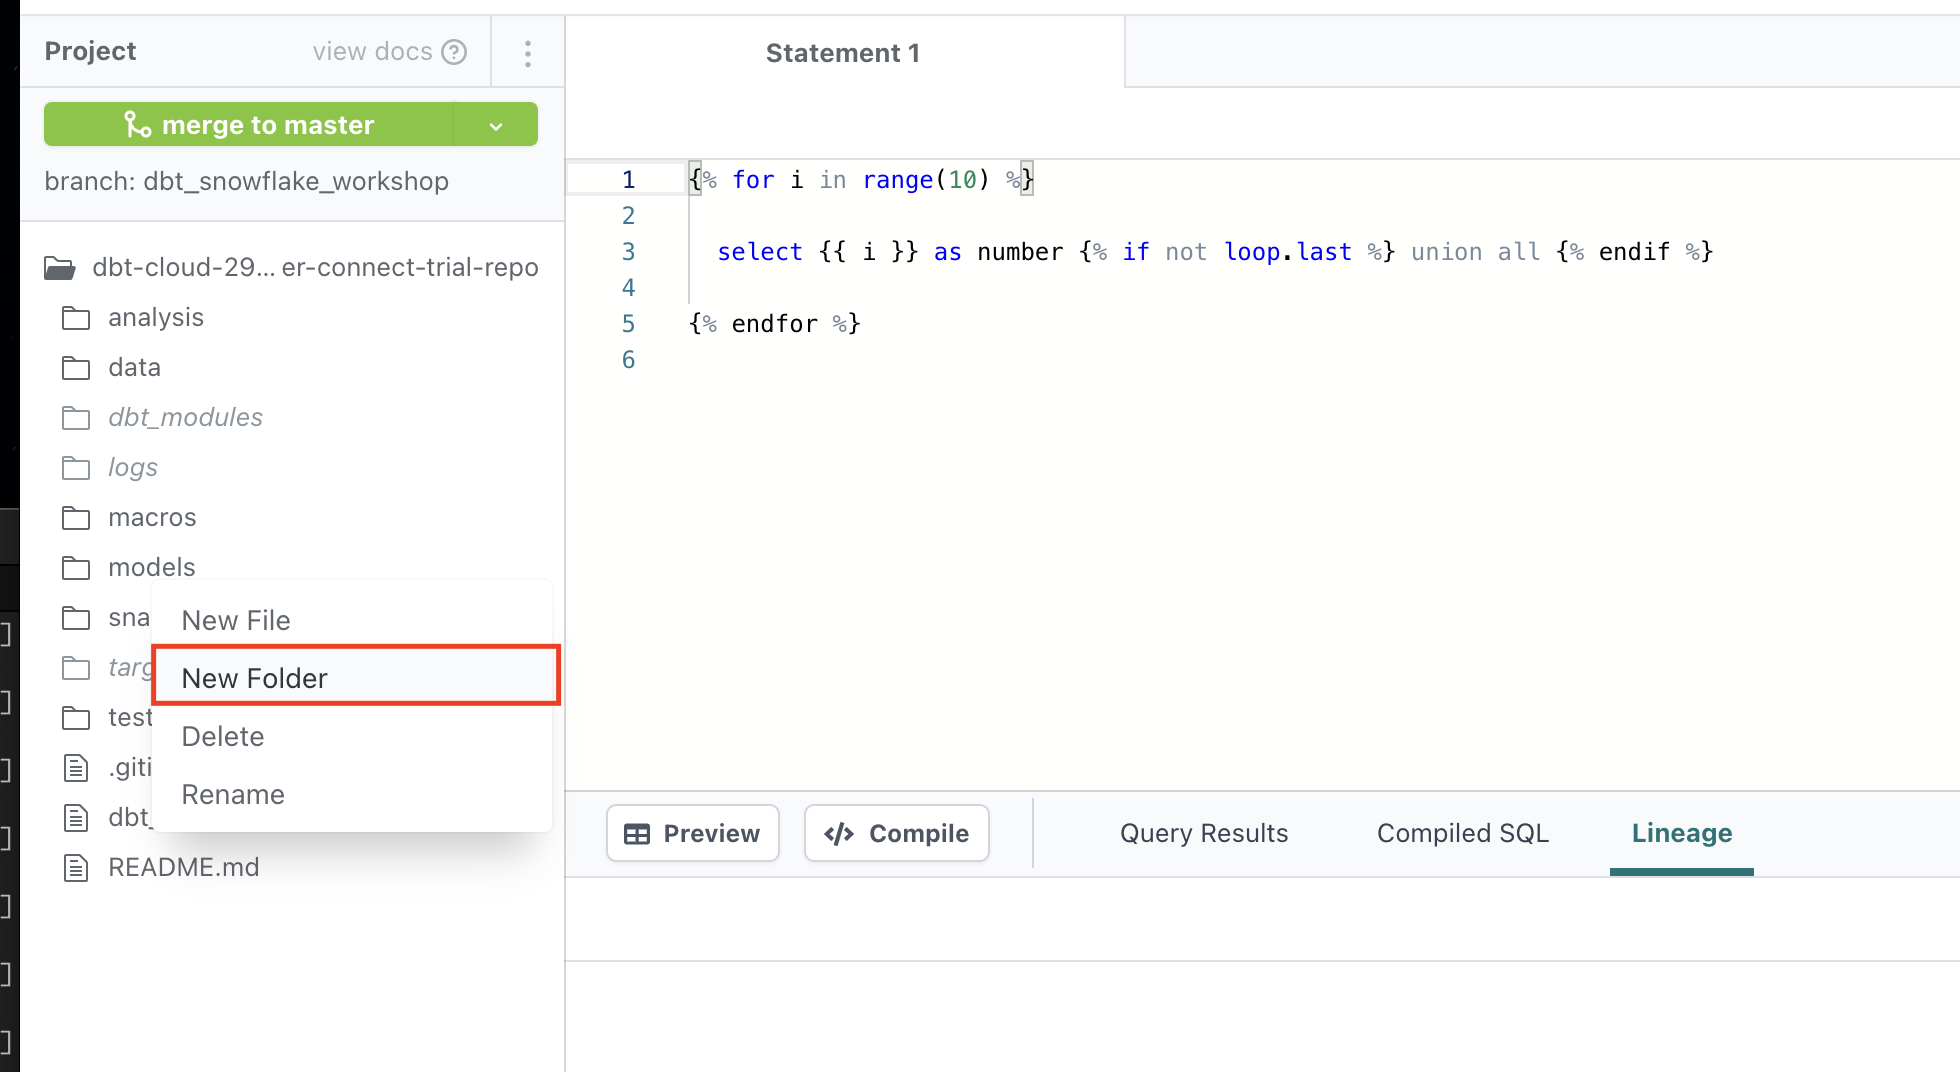 Project view docs ?
merge to master
branch: dbt_snowflake_workshop
dbt-cloud-29... er-connect-trial-repo
analysis
data
dbt_modules
logs
macros
models
sna
targ
test
.giti
dbt_
README.md
New File
New Folder
Delete
Rename
Statement 1
1 {% for i in range(10) %}
2
3 select {{ i }} as number {% if not loop.last %} union all {% endif %}
4
5 {% endfor %}
6
Preview </> Compile Query Results Compiled SQL Lineage
]
]
]
]
]
]
]